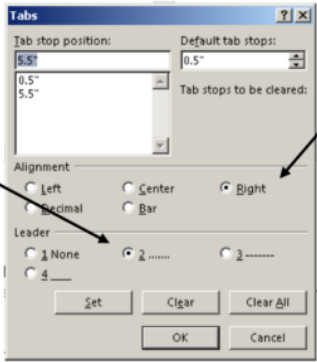 Tabs
Tab stop position: Default tab stops:
5.5" 0.5"
0.5"
5.5"
Tab stops to be cleared:
Alignment
Left Center Right
Decimal Bar
Leader
1 None 2 ....... 3 -------
4 ___
Set Clear Clear All
OK Cancel